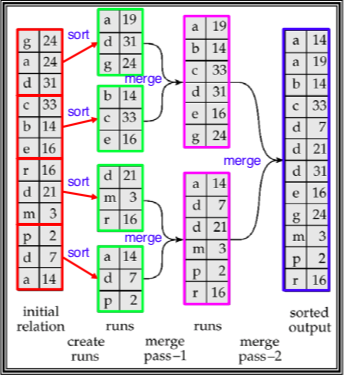 g 24
a 24
d 31
c 33
b 14
e 16
r 16
d 21
m 3
p 2
d 7
a 14
initial
relation
sort
sort
sort
sort
a 19
d 31
g 24
b 14
c 33
e 16
d 21
m 3
r 16
a 14
d 7
p 2
runs
create
runs
merge
merge
merge
pass–1
a 19
b 14
c 33
d 31
e 16
g 24
a 14
d 7
d 21
m 3
p 2
r 16
runs
merge
merge
pass–2
a 14
a 19
b 14
c 33
d 7
d 21
d 31
e 16
g 24
m 3
p 2
r 16
sorted
output